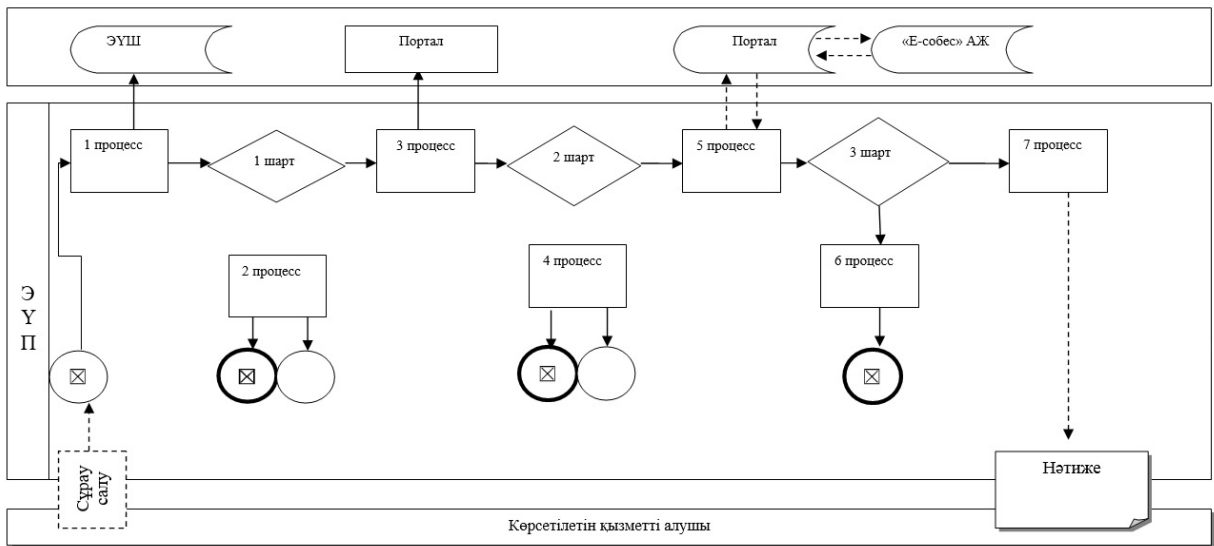 ЭҮШ
Портал
Портал
«Е-собес» АЖ
1 процесс
1 шарт
3 процесс
2 шарт
5 процесс
3 шарт
7 процесс
2 процесс
4 процесс
6 процесс
Э
Ү
П
Сұрау
салу
Нәтиже
Көрсетілетін қызметті алушы